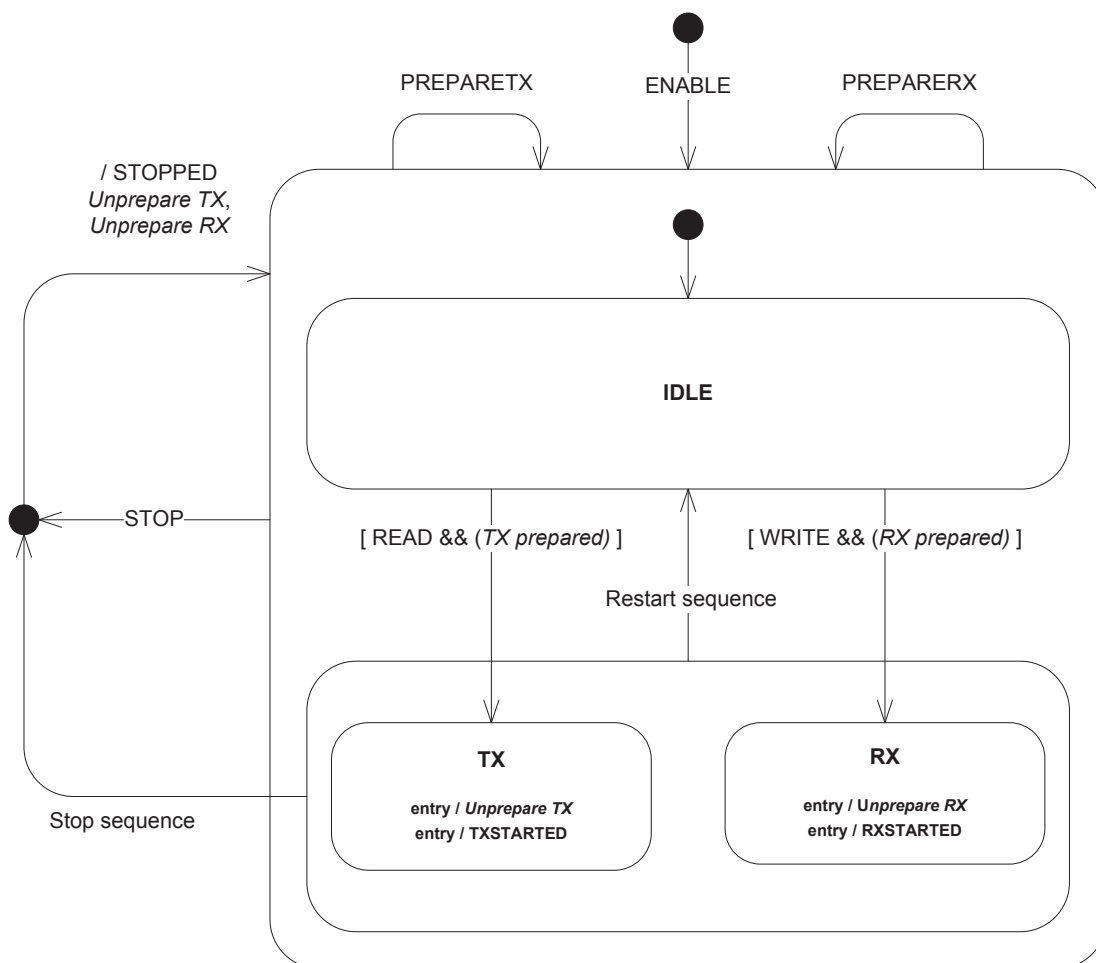 PREPARETX
ENABLE
PREPARERX
/ STOPPED
Unprepare TX,
Unprepare RX
IDLE
STOP
[ READ && (TX prepared) ]
[ WRITE && (RX prepared) ]
Restart sequence
TX
entry / Unprepare TX
entry / TXSTARTED
RX
entry / Unprepare RX
entry / RXSTARTED
Stop sequence